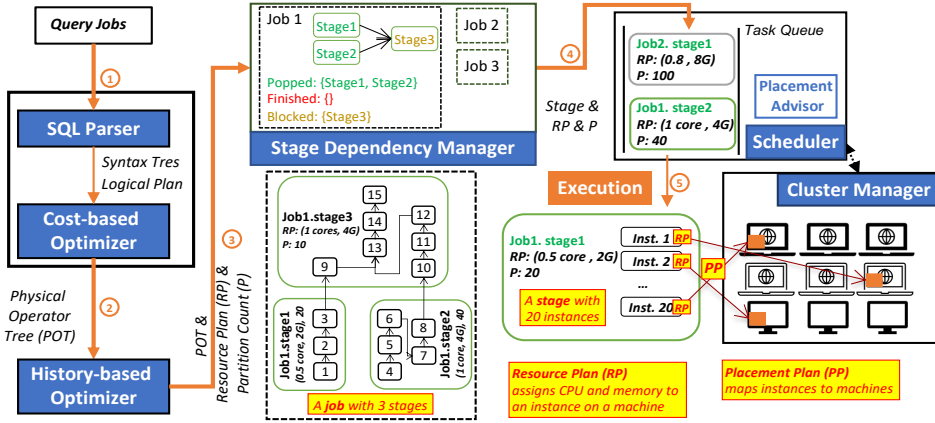 Query Jobs
1
SQL Parser
Syntax Tres
Logical Plan
Cost-based
Optimizer
Physical
Operator
Tree (POT)
2
History-based
Optimizer
3
POT &
Resource Plan (RP) &
Partition Count (P)
Job 1
Stage1
Stage2
Stage3
Job 2
Job 3
Popped: {Stage1, Stage2}
Finished: {}
Blocked: {Stage3}
Stage Dependency Manager
4
Stage &
RP & P
Task Queue
Job2. stage1
RP: (0.8 , 8G)
P: 100
Job1. stage2
RP: (1 core , 4G)
P: 40
Placement
Advisor
Scheduler
Job1.stage3
RP: (1 cores, 4G)
P: 10
15
14
13
12
11
10
9
Job1.stage1
(0.5 core, 2G), 20
3
2
1
6
5
4
8
7
Job1.stage2
(1 core, 4G), 40
A job with 3 stages
Execution
5
Job1. stage1
RP: (0.5 core , 2G)
P: 20
A stage with
20 instances
Inst. 1
RP
Inst. 2
RP
...
Inst. 20
RP
PP
Cluster Manager
Resource Plan (RP)
assigns CPU and memory to
an instance on a machine
Placement Plan (PP)
maps instances to machines